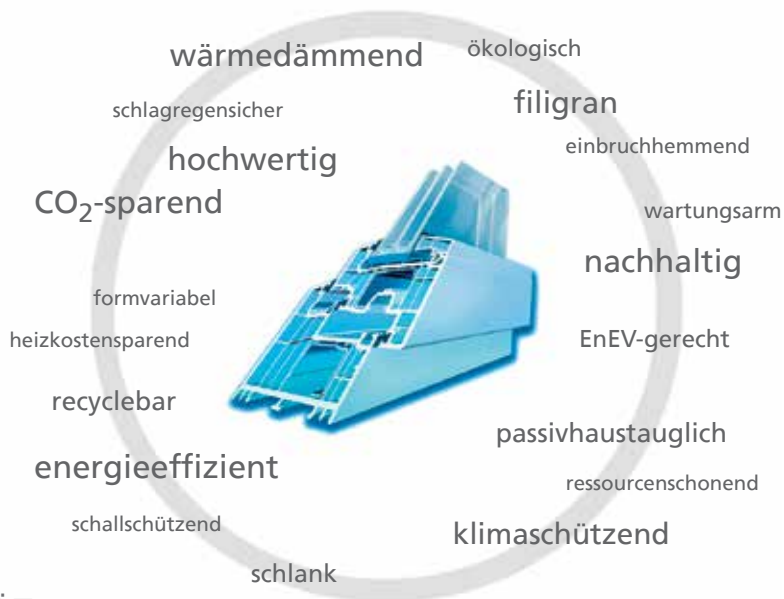 wärmedämmend
ökologisch
schlagregensicher
filigran
hochwertig
einbruchhemmend
CO₂-sparend
wartungsarm
nachhaltig
formvariabel
heizkostensparend
EnEV-gerecht
recyclebar
passivhaustauglich
energieeffizient
ressourcenschonend
schallschützend
klimaschützend
schlank